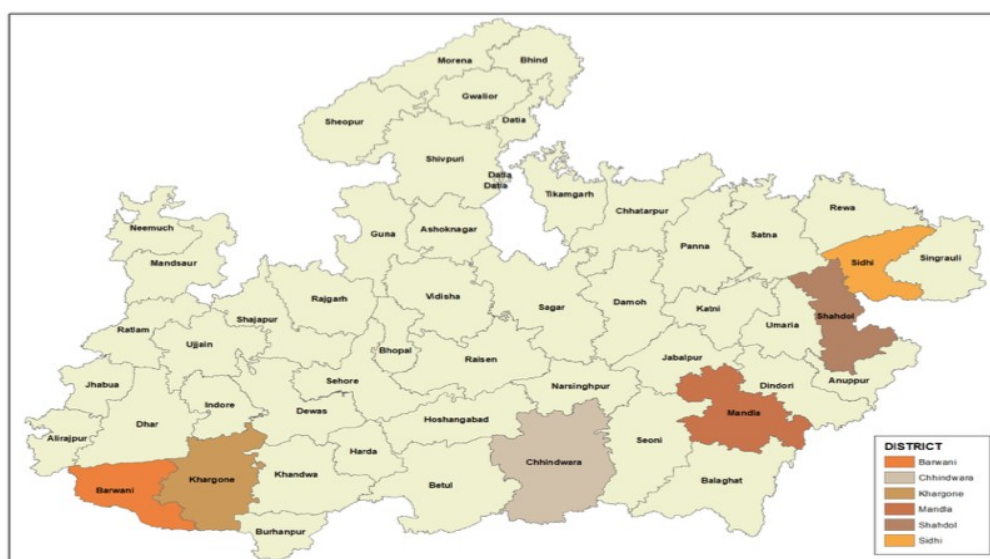 Morena
Bhind
Gwalior
Sheopur
Datia
Shivpuri
Datia
Datia
Tikamgarh
Chhatarpur
Rewa
Neemuch
Guna
Ashoknagar
Panna
Satna
Mandsaur
Sidhi
Singrauli
Rajgarh
Vidisha
Sagar
Damoh
Katni
Shajapur
Shahdol
Ratlam
Umaria
Ujjain
Bhopal
Raisen
Jabalpur
Jhabua
Sehore
Narsinghpur
Dindori
Anuppur
Indore
Dewas
Mandla
Dhar
Hoshangabad
Alirajpur
Seoni
Harda
Chhindwara
Khandwa
Khargone
Betul
Balaghat
Barwani
Burhanpur
DISTRICT
Barwani
Chhindwara
Khargone
Mandla
Shahdol
Sidhi